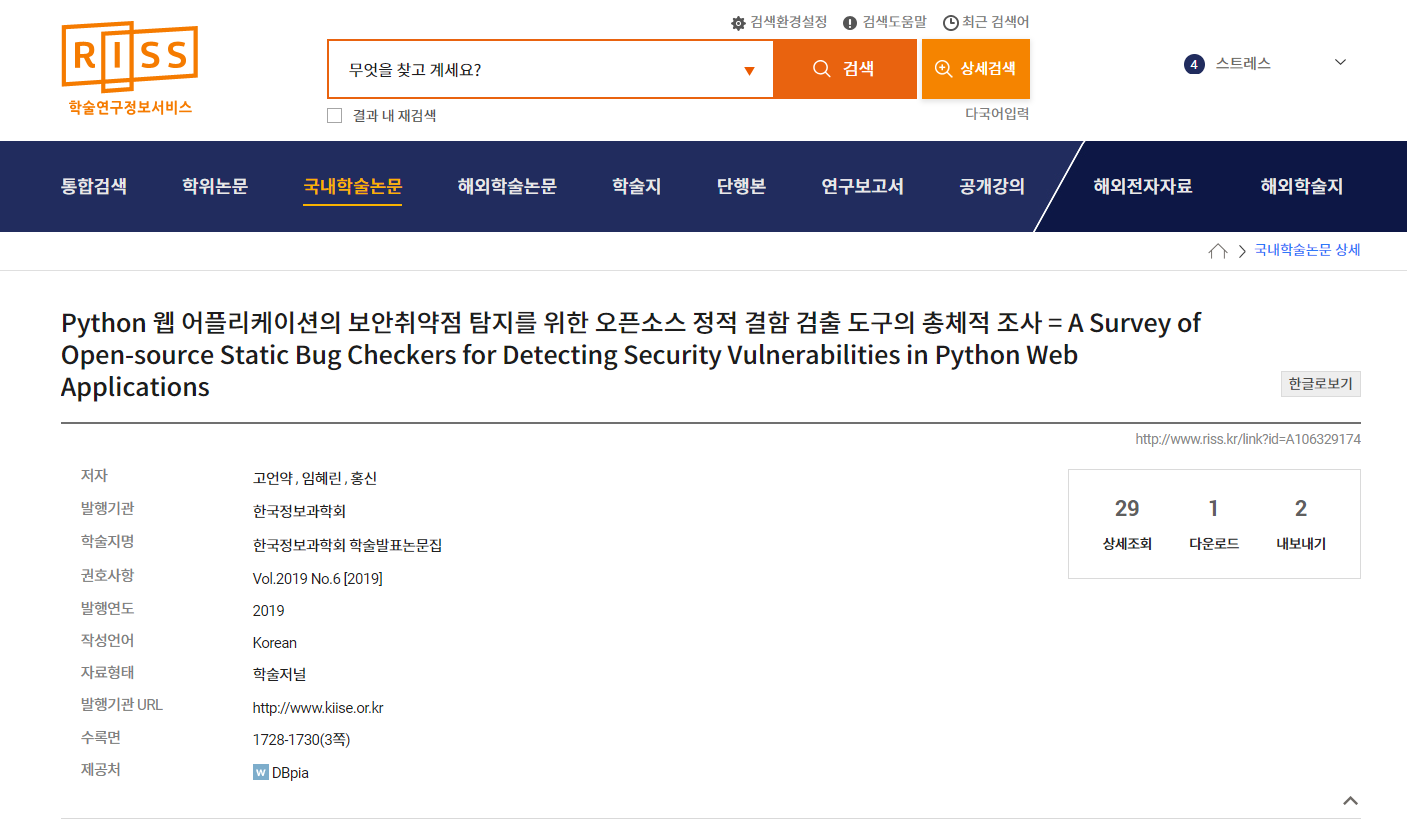 RISS
학술연구정보서비스
검색환경설정 검색도움말 최근 검색어
무엇을 찾고 계세요? 검색 상세검색
4 스트레스
결과 내 재검색 다국어입력
통합검색 학위논문 국내학술논문 해외학술논문 학술지 단행본 연구보고서 공개강의 해외전자자료 해외학술지
국내학술논문 상세
Python 웹 어플리케이션의 보안취약점 탐지를 위한 오픈소스 정적 결함 검출 도구의 총체적 조사 = A Survey of
Open-source Static Bug Checkers for Detecting Security Vulnerabilities in Python Web
Applications
한글로보기
http://www.riss.kr/link?id=A106329174
저자 고언약 , 임혜린 , 홍신
발행기관 한국정보과학회
학술지명 한국정보과학회 학술발표논문집
권호사항 Vol.2019 No.6 [2019]
발행연도 2019
작성언어 Korean
자료형태 학술저널
발행기관 URL http://www.kiise.or.kr
수록면 1728-1730(3쪽)
제공처 w DBpia
29 1 2
상세조회 다운로드 내보내기